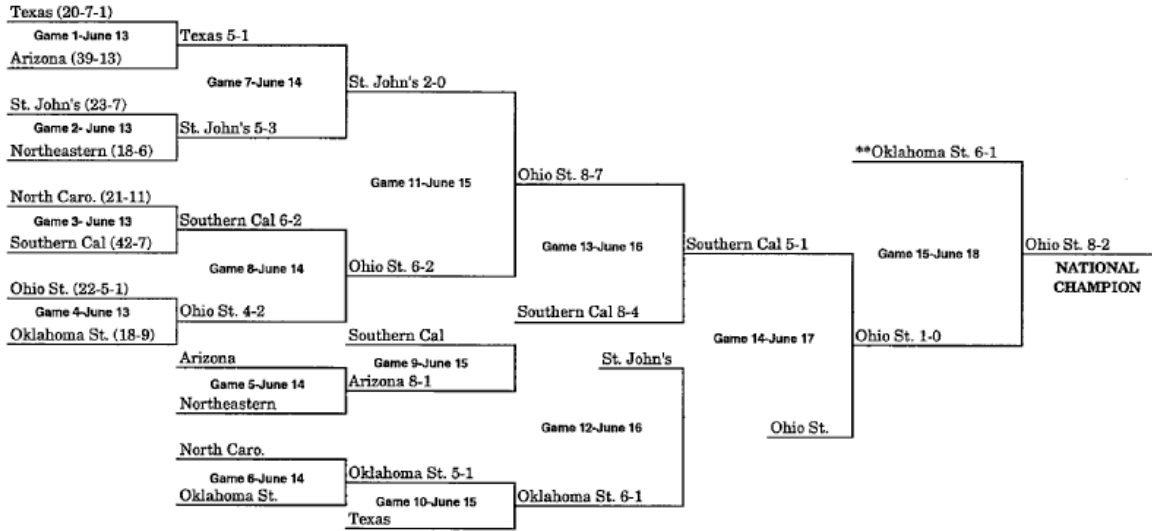 Texas (20-7-1)
Game 1-June 13
Texas 5-1
Arizona (39-13)
Game 7-June 14
St. John's 2-0
St. John's (23-7)
Game 2- June 13
St. John's 5-3
Northeastern (18-6)
**Oklahoma St. 6-1
Game 11-June 15
Ohio St. 8-7
North Caro. (21-11)
Game 3- June 13
Southern Cal 6-2
Southern Cal (42-7)
Game 13-June 16
Southern Cal 5-1
Game 15-June 18
Ohio St. 8-2
NATIONAL
CHAMPION
Game 8-June 14
Ohio St. 6-2
Ohio St. (22-5-1)
Game 4-June 13
Ohio St. 4-2
Oklahoma St. (18-9)
Southern Cal 8-4
Southern Cal
Game 14-June 17
Ohio St. 1-0
Arizona
Game 9-June 15
St. John's
Game 5-June 14
Arizona 8-1
Northeastern
Game 12-June 16
Ohio St.
North Caro.
Game 6-June 14
Oklahoma St. 5-1
Oklahoma St.
Game 10-June 15
Oklahoma St. 6-1
Texas